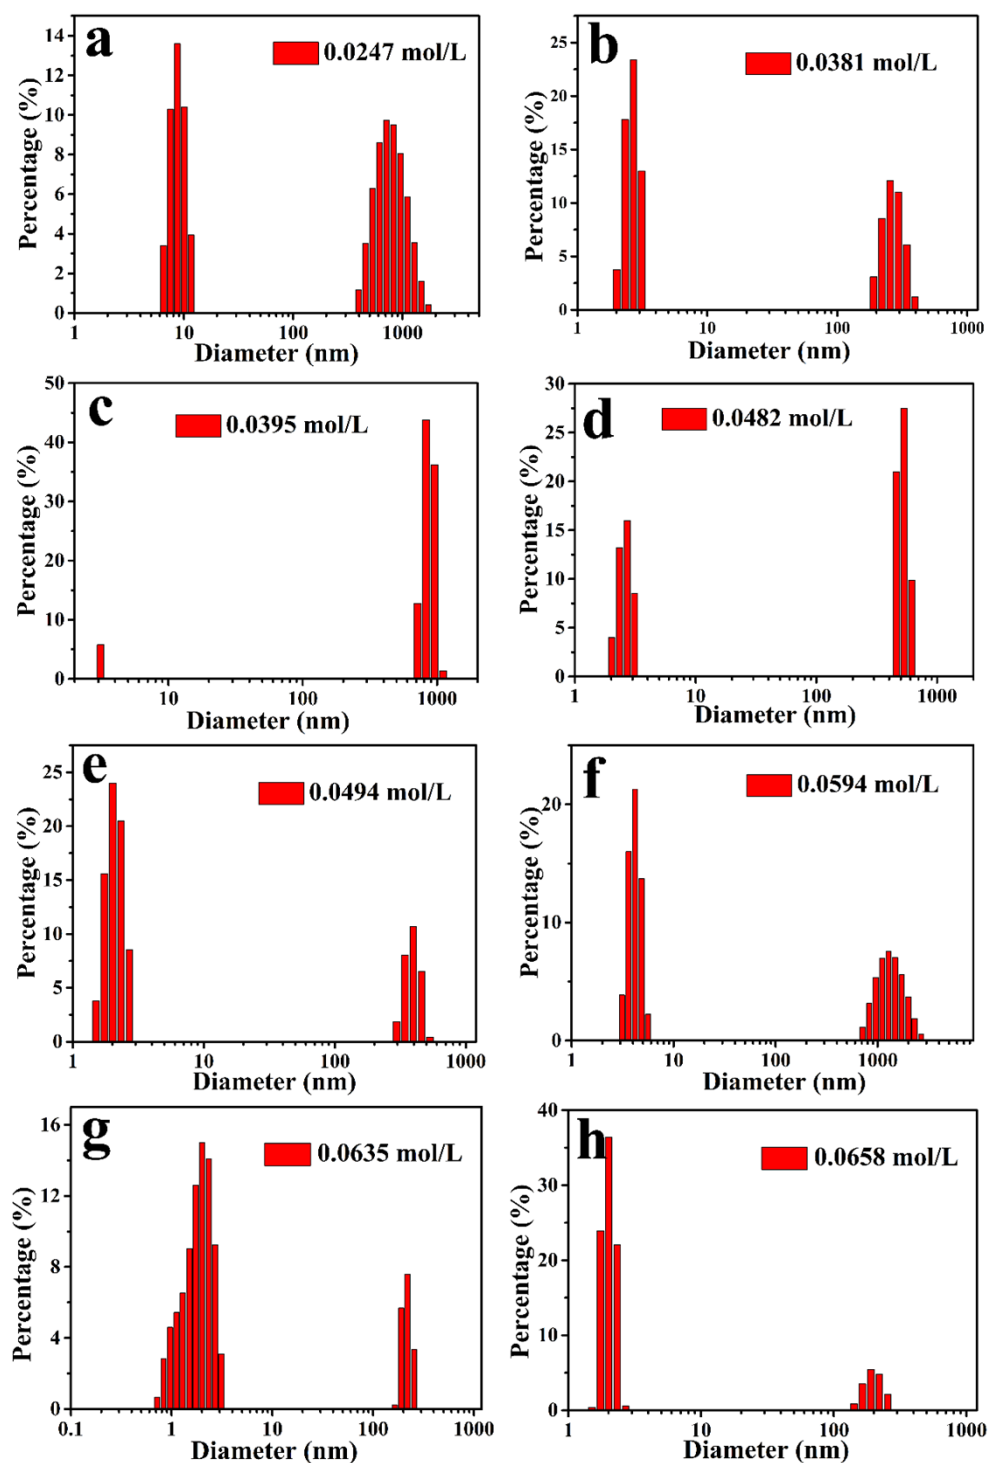 a
0.0247 mol/L
Percentage (%)
14
12
10
8
6
4
2
0
1 10 100 1000
Diameter (nm)
b
0.0381 mol/L
Percentage (%)
25
20
15
10
5
0
1 10 100 1000
Diameter (nm)
c
0.0395 mol/L
Percentage (%)
50
40
30
20
10
0
10 100 1000
Diameter (nm)
d
0.0482 mol/L
Percentage (%)
30
25
20
15
10
5
0
1 10 100 1000
Diameter (nm)
e
0.0494 mol/L
Percentage (%)
25
20
15
10
5
0
1 10 100 1000
Diameter (nm)
f
0.0594 mol/L
Percentage (%)
20
10
0
1 10 100 1000
Diameter (nm)
g
0.0635 mol/L
Percentage (%)
16
12
8
4
0
0.1 1 10 100 1000
Diameter (nm)
h
0.0658 mol/L
Percentage (%)
40
30
20
10
0
1 10 100 1000
Diameter (nm)